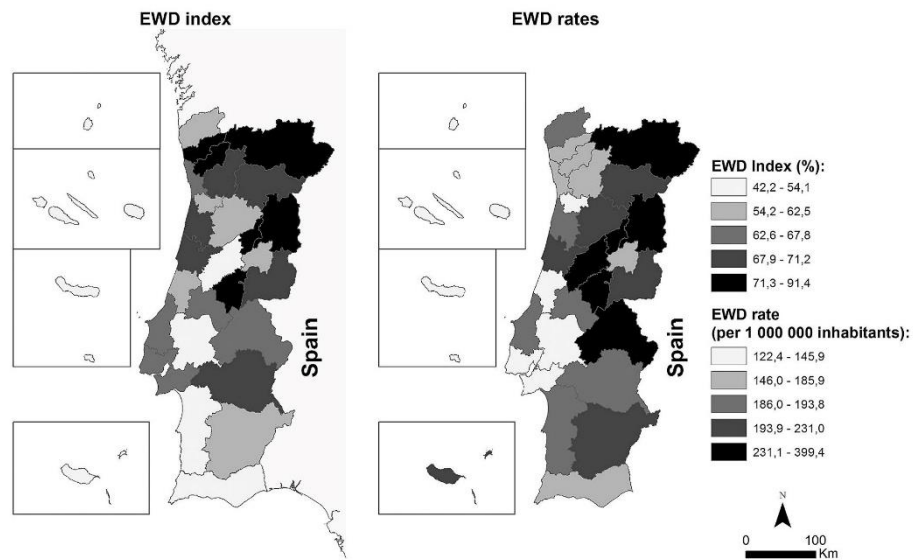 EWD index
EWD rates
Spain
Spain
EWD Index (%):
42,2 - 54,1
54,2 - 62,5
62,6 - 67,8
67,9 - 71,2
71,3 - 91,4
EWD rate
(per 1 000 000 inhabitants):
122,4 - 145,9
146,0 - 185,9
186,0 - 193,8
193,9 - 231,0
231,1 - 399,4
N
0 100
Km